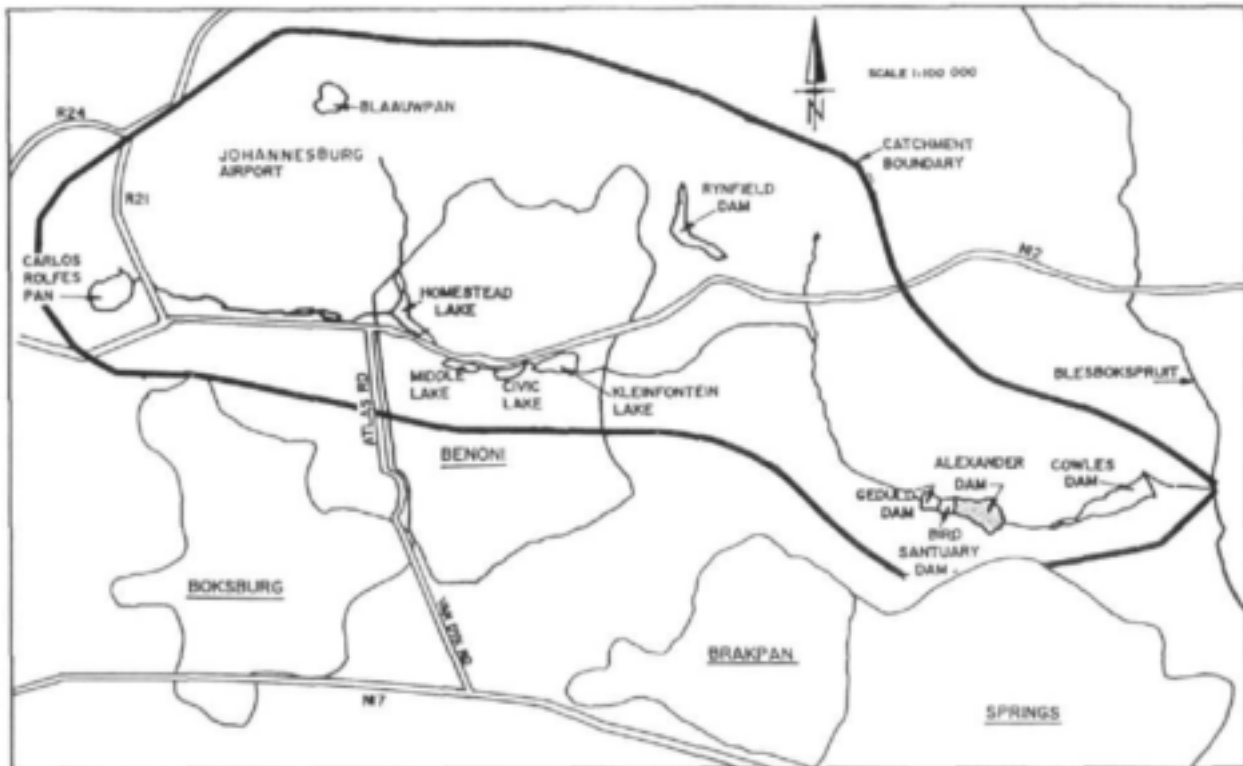 SCALE 1:100 000
N
BLAAUWPAN
R24
JOHANNESBURG
AIRPORT
CATCHMENT
BOUNDARY
RYNFIELD
DAM
R21
CARLOS
ROLFES
PAN
N12
HOMESTEAD
LAKE
BLESBOKSPRUIT
MIDDLE
LAKE
CIVIC
LAKE
KLEINFONTEIN
LAKE
ATLAS RD
BENONI
ALEXANDER
DAM
COWLES
DAM
GEDULD
DAM
BIRD
SANTUARY
DAM
BOKSBURG
BRAKPAN
N17
SPRINGS